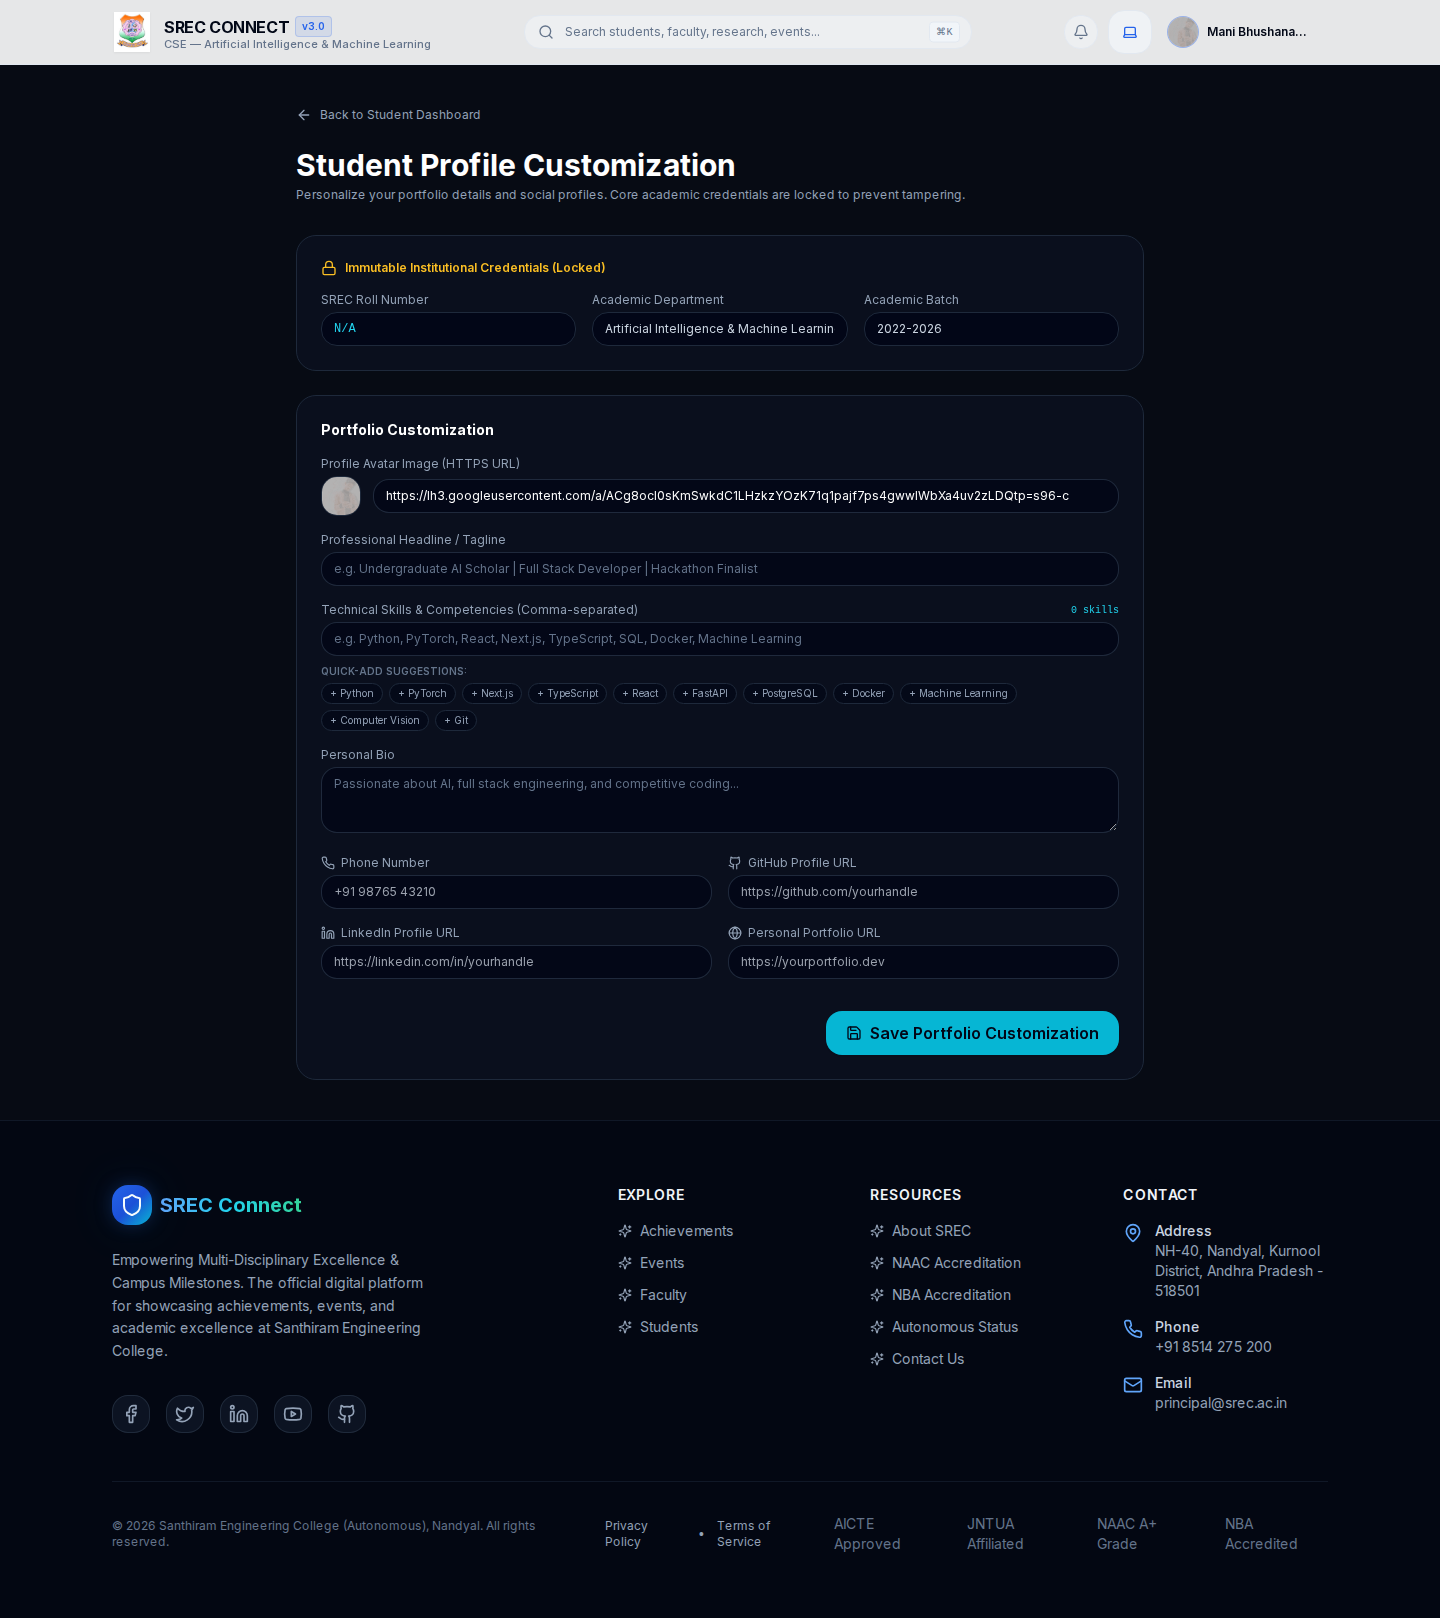 SREC CONNECT v3.0
CSE — Artificial Intelligence & Machine Learning
Search students, faculty, research, events...
⌘K
Mani Bhushana...
Back to Student Dashboard
Student Profile Customization
Personalize your portfolio details and social profiles. Core academic credentials are locked to prevent tampering.
Immutable Institutional Credentials (Locked)
SREC Roll Number
Academic Department
Academic Batch
N/A
Artificial Intelligence & Machine Learnin
2022-2026
Portfolio Customization
Profile Avatar Image (HTTPS URL)
https://lh3.googleusercontent.com/a/ACg8ocI0sKmSwkdC1LHzkzYOzK71q1pajf7ps4gwwIWbXa4uv2zLDQtp=s96-c
Professional Headline / Tagline
e.g. Undergraduate AI Scholar | Full Stack Developer | Hackathon Finalist
Technical Skills & Competencies (Comma-separated)
0 skills
e.g. Python, PyTorch, React, Next.js, TypeScript, SQL, Docker, Machine Learning
QUICK-ADD SUGGESTIONS:
+ Python
+ PyTorch
+ Next.js
+ TypeScript
+ React
+ FastAPI
+ PostgreSQL
+ Docker
+ Machine Learning
+ Computer Vision
+ Git
Personal Bio
Passionate about AI, full stack engineering, and competitive coding...
Phone Number
GitHub Profile URL
+91 98765 43210
https://github.com/yourhandle
LinkedIn Profile URL
Personal Portfolio URL
https://linkedin.com/in/yourhandle
https://yourportfolio.dev
Save Portfolio Customization
SREC Connect
Empowering Multi-Disciplinary Excellence &
Campus Milestones. The official digital platform
for showcasing achievements, events, and
academic excellence at Santhiram Engineering
College.
EXPLORE
Achievements
Events
Faculty
Students
RESOURCES
About SREC
NAAC Accreditation
NBA Accreditation
Autonomous Status
Contact Us
CONTACT
Address
NH-40, Nandyal, Kurnool
District, Andhra Pradesh -
518501
Phone
+91 8514 275 200
Email
principal@srec.ac.in
© 2026 Santhiram Engineering College (Autonomous), Nandyal. All rights
reserved.
Privacy
Policy
•
Terms of
Service
AICTE
Approved
JNTUA
Affiliated
NAAC A+
Grade
NBA
Accredited